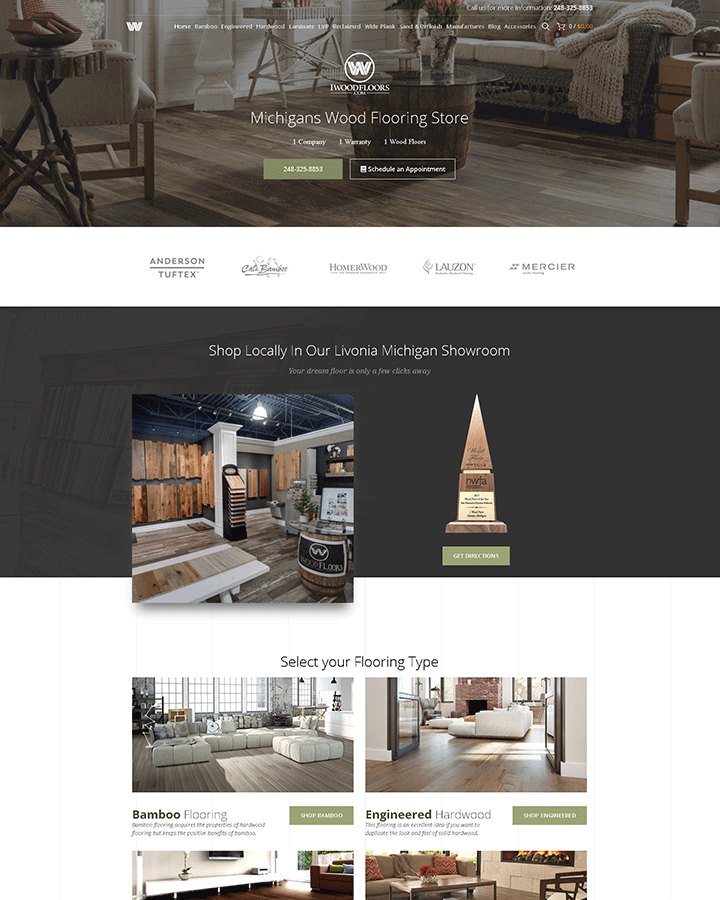 Call us for more information: 248-325-8853
W
Home Bamboo Engineered Hardwood Laminate LVP Reclaimed Wide Plank Sand & Refinish Manufactures Blog Accessories 0 / $0.00
W
1WOODFLOORS
.COM
Michigans Wood Flooring Store
1 Company 1 Warranty 1 Wood Floors
248-325-8853 Schedule an Appointment
ANDERSON
TUFTEX
Cali Bamboo
HOMERWOOD
LAUZON
MERCIER
Shop Locally In Our Livonia Michigan Showroom
Your dream floor is only a few clicks away
W
1WOODFLOORS
nwfa
GET DIRECTIONS
Select your Flooring Type
Bamboo Flooring
Bamboo flooring acquires the properties of hardwood
flooring but keeps the positive benefits of bamboo.
SHOP BAMBOO
Engineered Hardwood
This flooring is an excellent idea if you want to
duplicate the look and feel of solid hardwood.
SHOP ENGINEERED